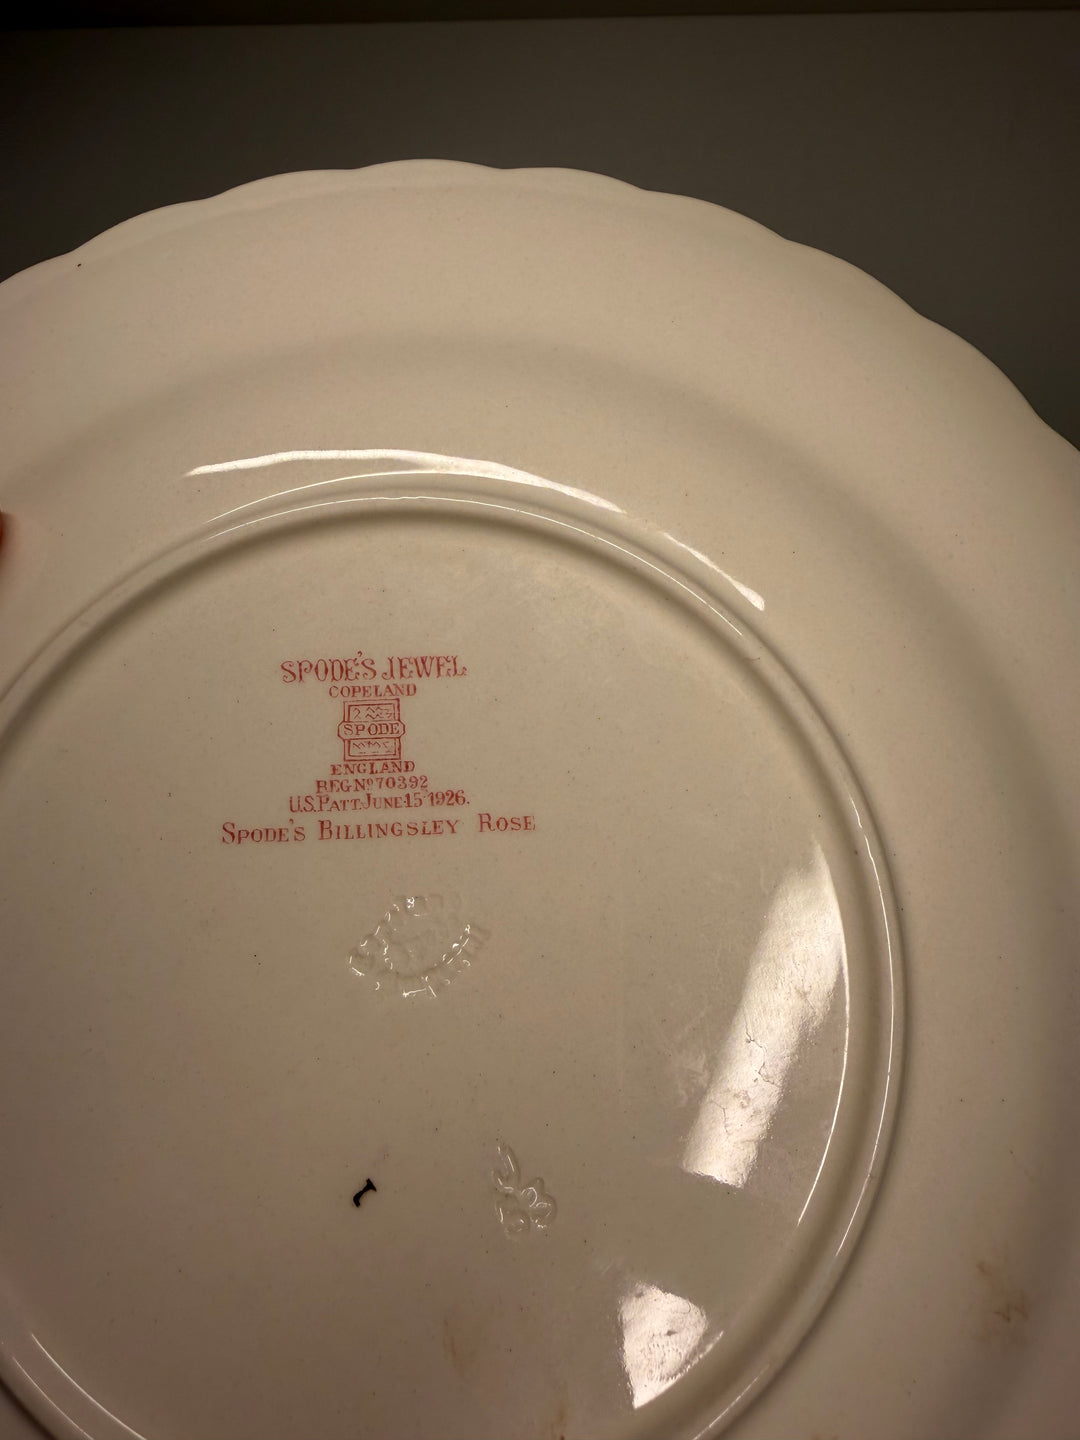 SPODE'S JEWEL
COPELAND
SPODE
ENGLAND
REG Nº 70392
U.S. PATT. JUNE 15 1926.
SPODE'S BILLINGSLEY ROSE